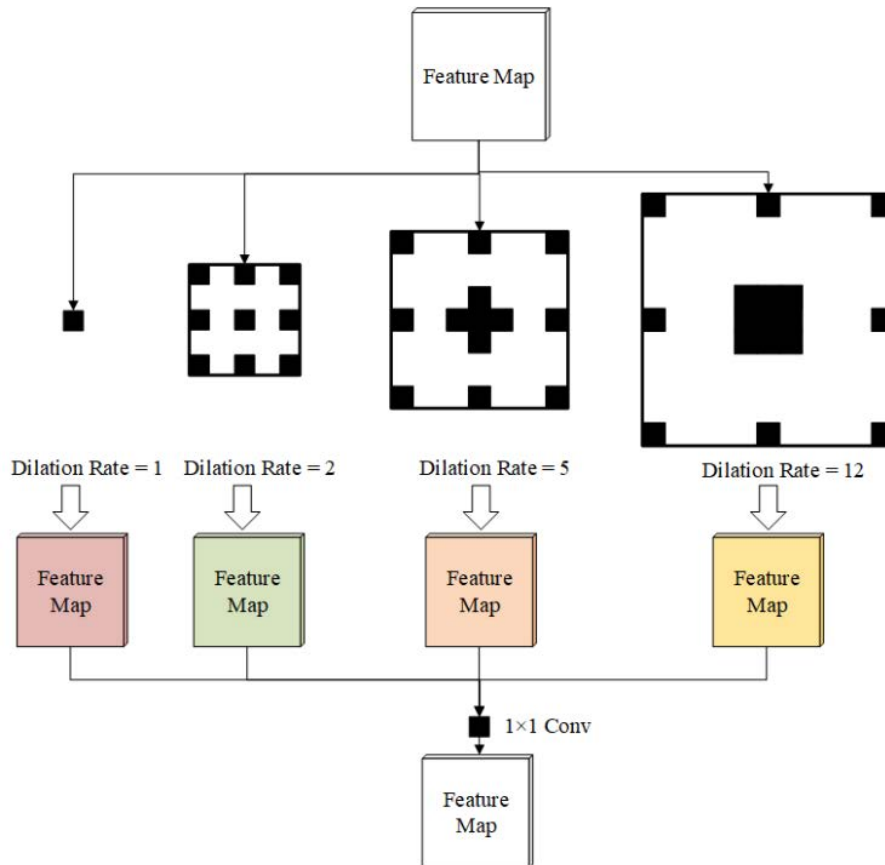 Feature Map
Dilation Rate = 1
Dilation Rate = 2
Dilation Rate = 5
Dilation Rate = 12
Feature
Map
Feature
Map
Feature
Map
Feature
Map
1×1 Conv
Feature
Map